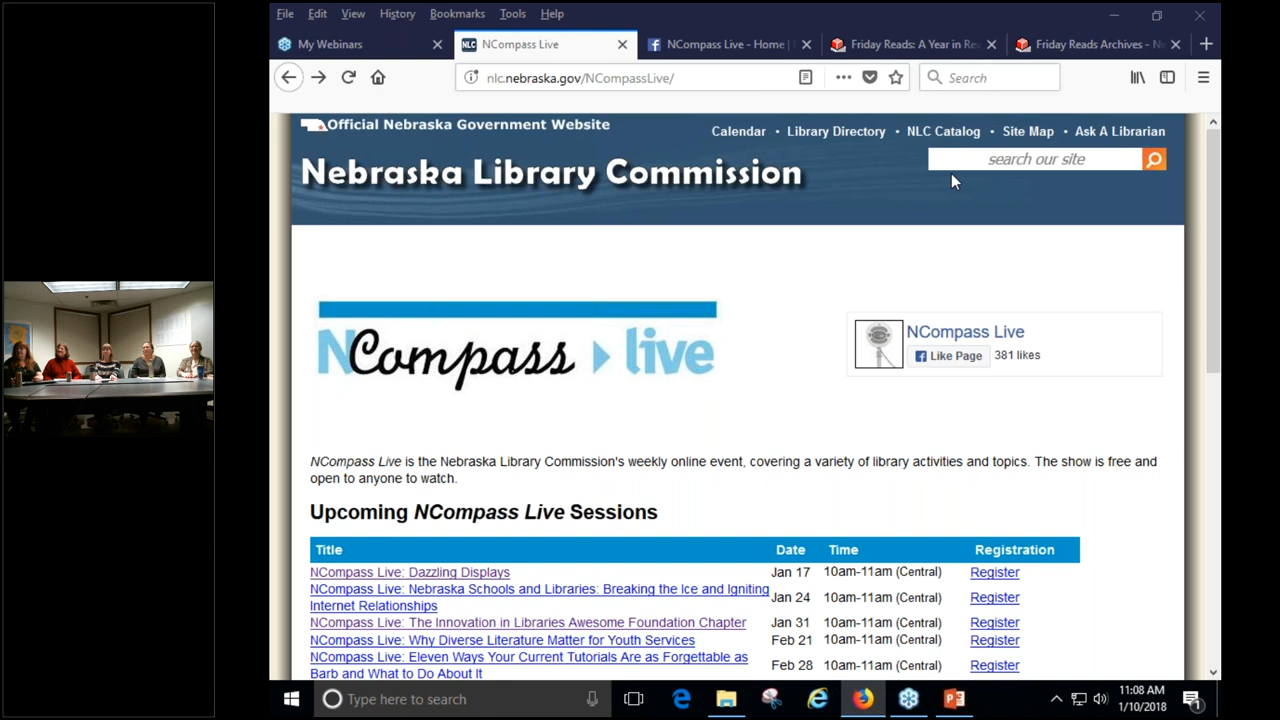 File Edit View History Bookmarks Tools Help
My Webinars
NLC NCompass Live
NCompass Live - Home |
Friday Reads: A Year in Re
Friday Reads Archives - N
nlc.nebraska.gov/NCompassLive/
Search
Official Nebraska Government Website
Calendar • Library Directory • NLC Catalog • Site Map • Ask A Librarian
search our site
Nebraska Library Commission
NCompass live
NCompass Live
Like Page 381 likes
NCompass Live is the Nebraska Library Commission's weekly online event, covering a variety of library activities and topics. The show is free and
open to anyone to watch.
Upcoming NCompass Live Sessions
Title Date Time Registration
NCompass Live: Dazzling Displays Jan 17 10am-11am (Central) Register
NCompass Live: Nebraska Schools and Libraries: Breaking the Ice and Igniting
Internet Relationships Jan 24 10am-11am (Central) Register
NCompass Live: The Innovation in Libraries Awesome Foundation Chapter Jan 31 10am-11am (Central) Register
NCompass Live: Why Diverse Literature Matter for Youth Services Feb 21 10am-11am (Central) Register
NCompass Live: Eleven Ways Your Current Tutorials Are as Forgettable as
Barb and What to Do About It Feb 28 10am-11am (Central) Register
Type here to search
11:08 AM
1/10/2018
1